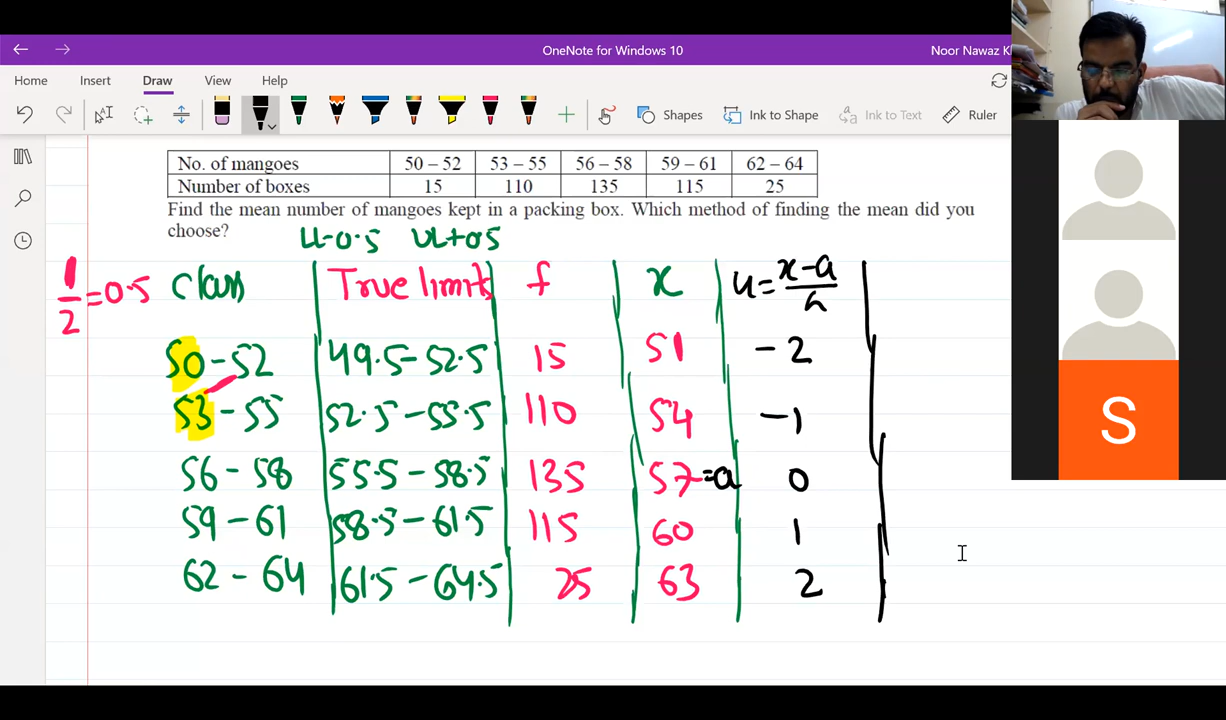 OneNote for Windows 10
Noor Nawaz K
Home Insert Draw View Help
Shapes Ink to Shape Ink to Text Ruler
No. of mangoes 50 – 52 53 – 55 56 – 58 59 – 61 62 – 64
Number of boxes 15 110 135 115 25
Find the mean number of mangoes kept in a packing box. Which method of finding the mean did you
choose?
LL-0.5 UL+0.5
1/2=0.5 Class True limits f x u=x-a/h
50-52 49.5-52.5 15 51 -2
53-55 52.5-55.5 110 54 -1
56-58 55.5-58.5 135 57=a 0
59-61 58.5-61.5 115 60 1
62-64 61.5-64.5 25 63 2
S